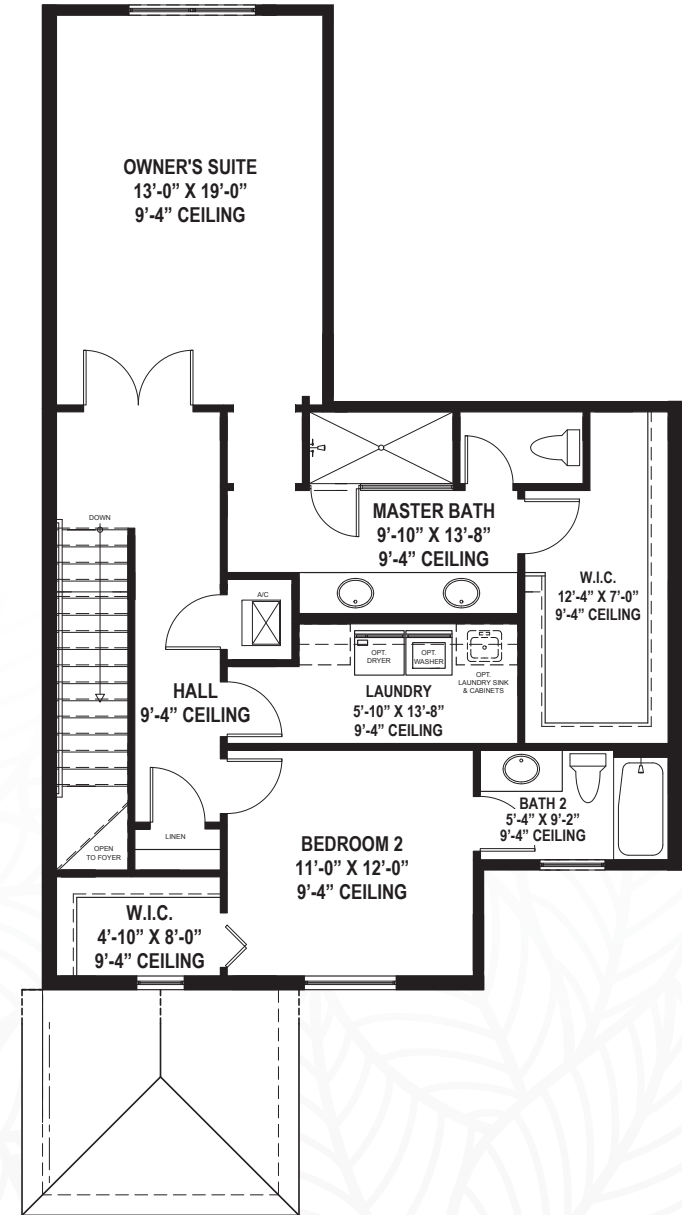 OWNER'S SUITE
13’-0” X 19’-0”
9’-4” CEILING
DOWN
MASTER BATH
9’-10” X 13’-8”
9’-4” CEILING
W.I.C.
12’-4” X 7’-0”
9’-4” CEILING
A/C
OPT.
DRYER
OPT.
WASHER
OPT.
LAUNDRY SINK
& CABINETS
HALL
9’-4” CEILING
LAUNDRY
5’-10” X 13’-8”
9’-4” CEILING
LINEN
OPEN
TO FOYER
BEDROOM 2
11’-0” X 12’-0”
9’-4” CEILING
BATH 2
5’-4” X 9’-2”
9’-4” CEILING
W.I.C.
4’-10” X 8’-0”
9’-4” CEILING